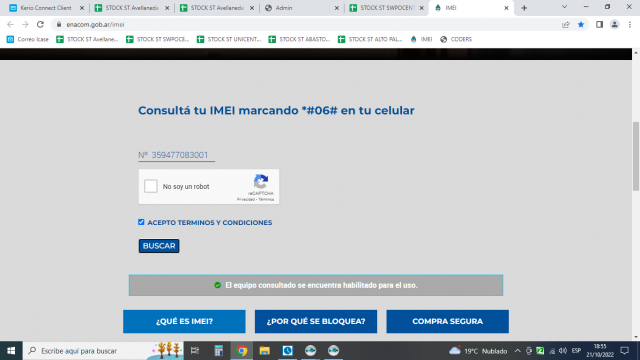 Kerio Connect Client
STOCK ST Avellaned
STOCK ST Avellaned
Admin
STOCK ST SWPOCENT
IMEI
enacom.gob.ar/imei
Correo Icase
STOCK ST Avellane...
STOCK ST SWPOCE...
STOCK ST UNICENT...
STOCK ST ABASTO...
STOCK ST ALTO PAL...
IMEI
CODERS
Consultá tu IMEI marcando *#06# en tu celular
Nº 359477083001
No soy un robot
reCAPTCHA
Privacidad - Términos
ACEPTO TERMINOS Y CONDICIONES
BUSCAR
El equipo consultado se encuentra habilitado para el uso.
¿QUÉ ES IMEI?
¿POR QUÉ SE BLOQUEA?
COMPRA SEGURA
Escribe aquí para buscar
19°C Nublado
ESP
18:55
21/10/2022